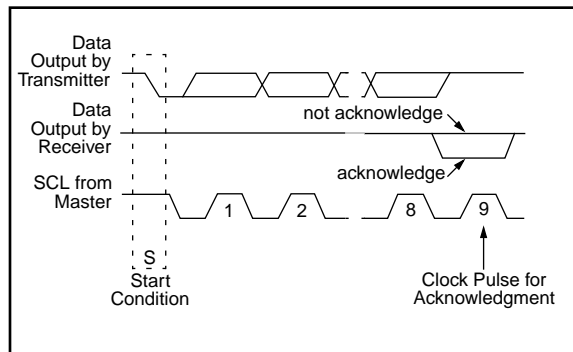 Data
Output by
Transmitter
Data
Output by
Receiver
not acknowledge
acknowledge
SCL from
Master
1
2
8
9
S
Start
Condition
Clock Pulse for
Acknowledgment